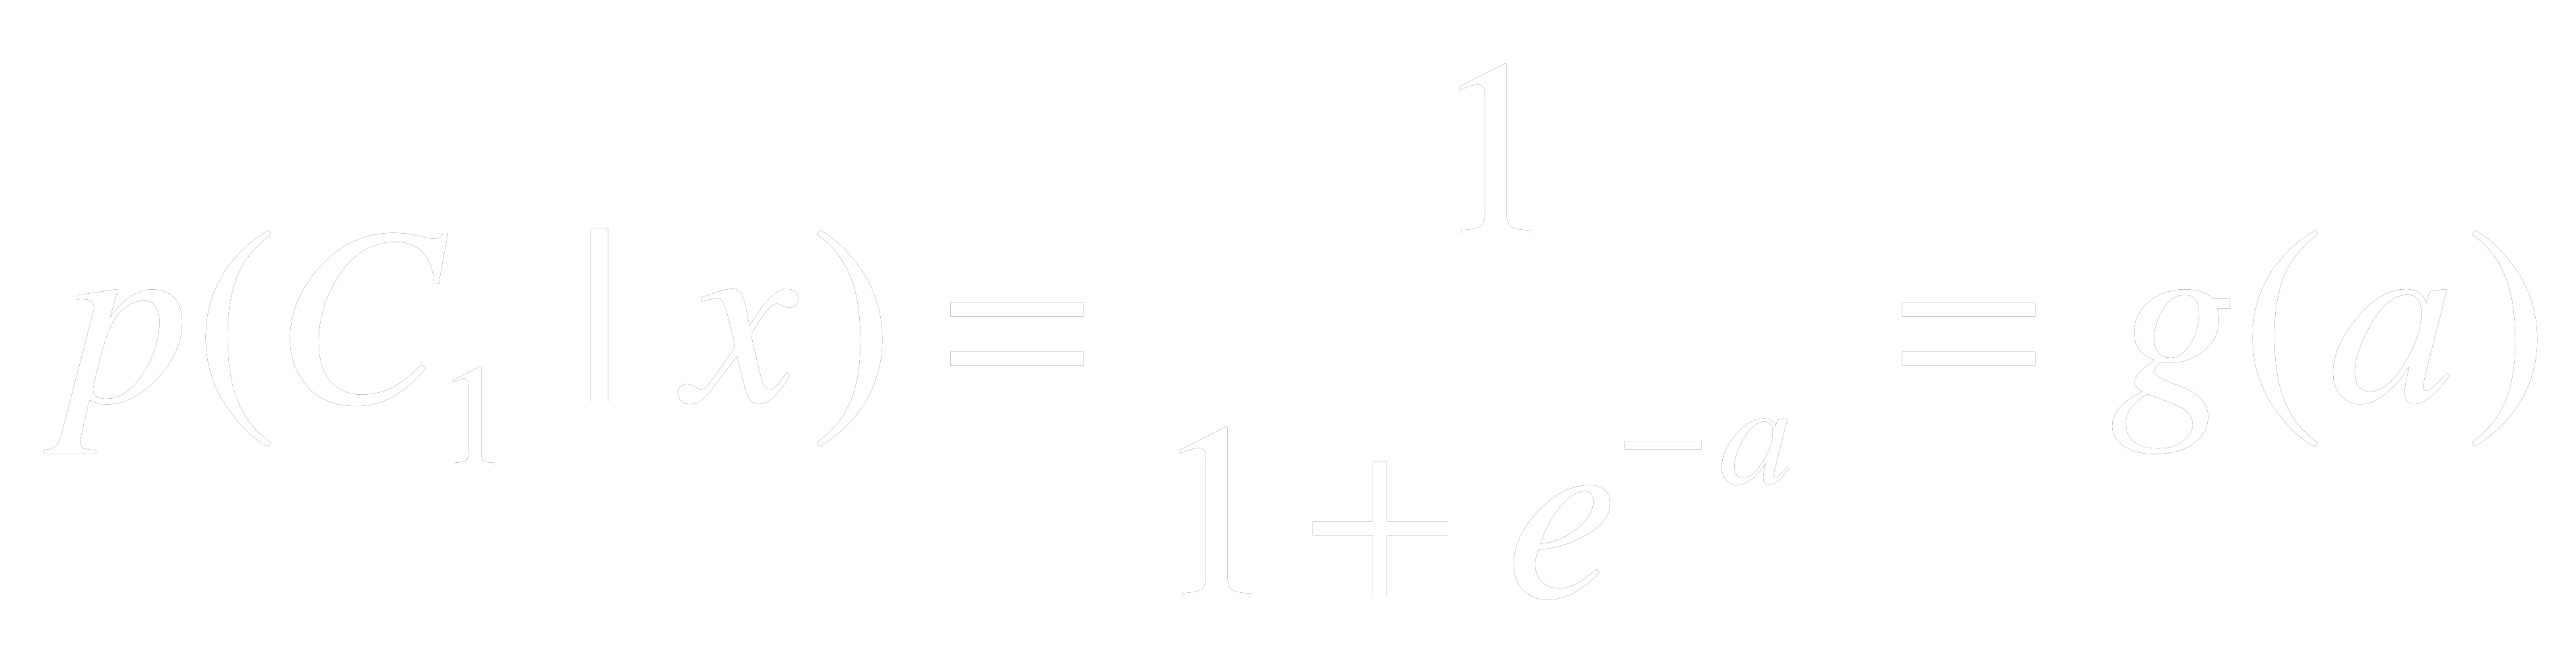 p(C₁ | x) = 1 / (1 + e⁻ᵃ) = g(a)